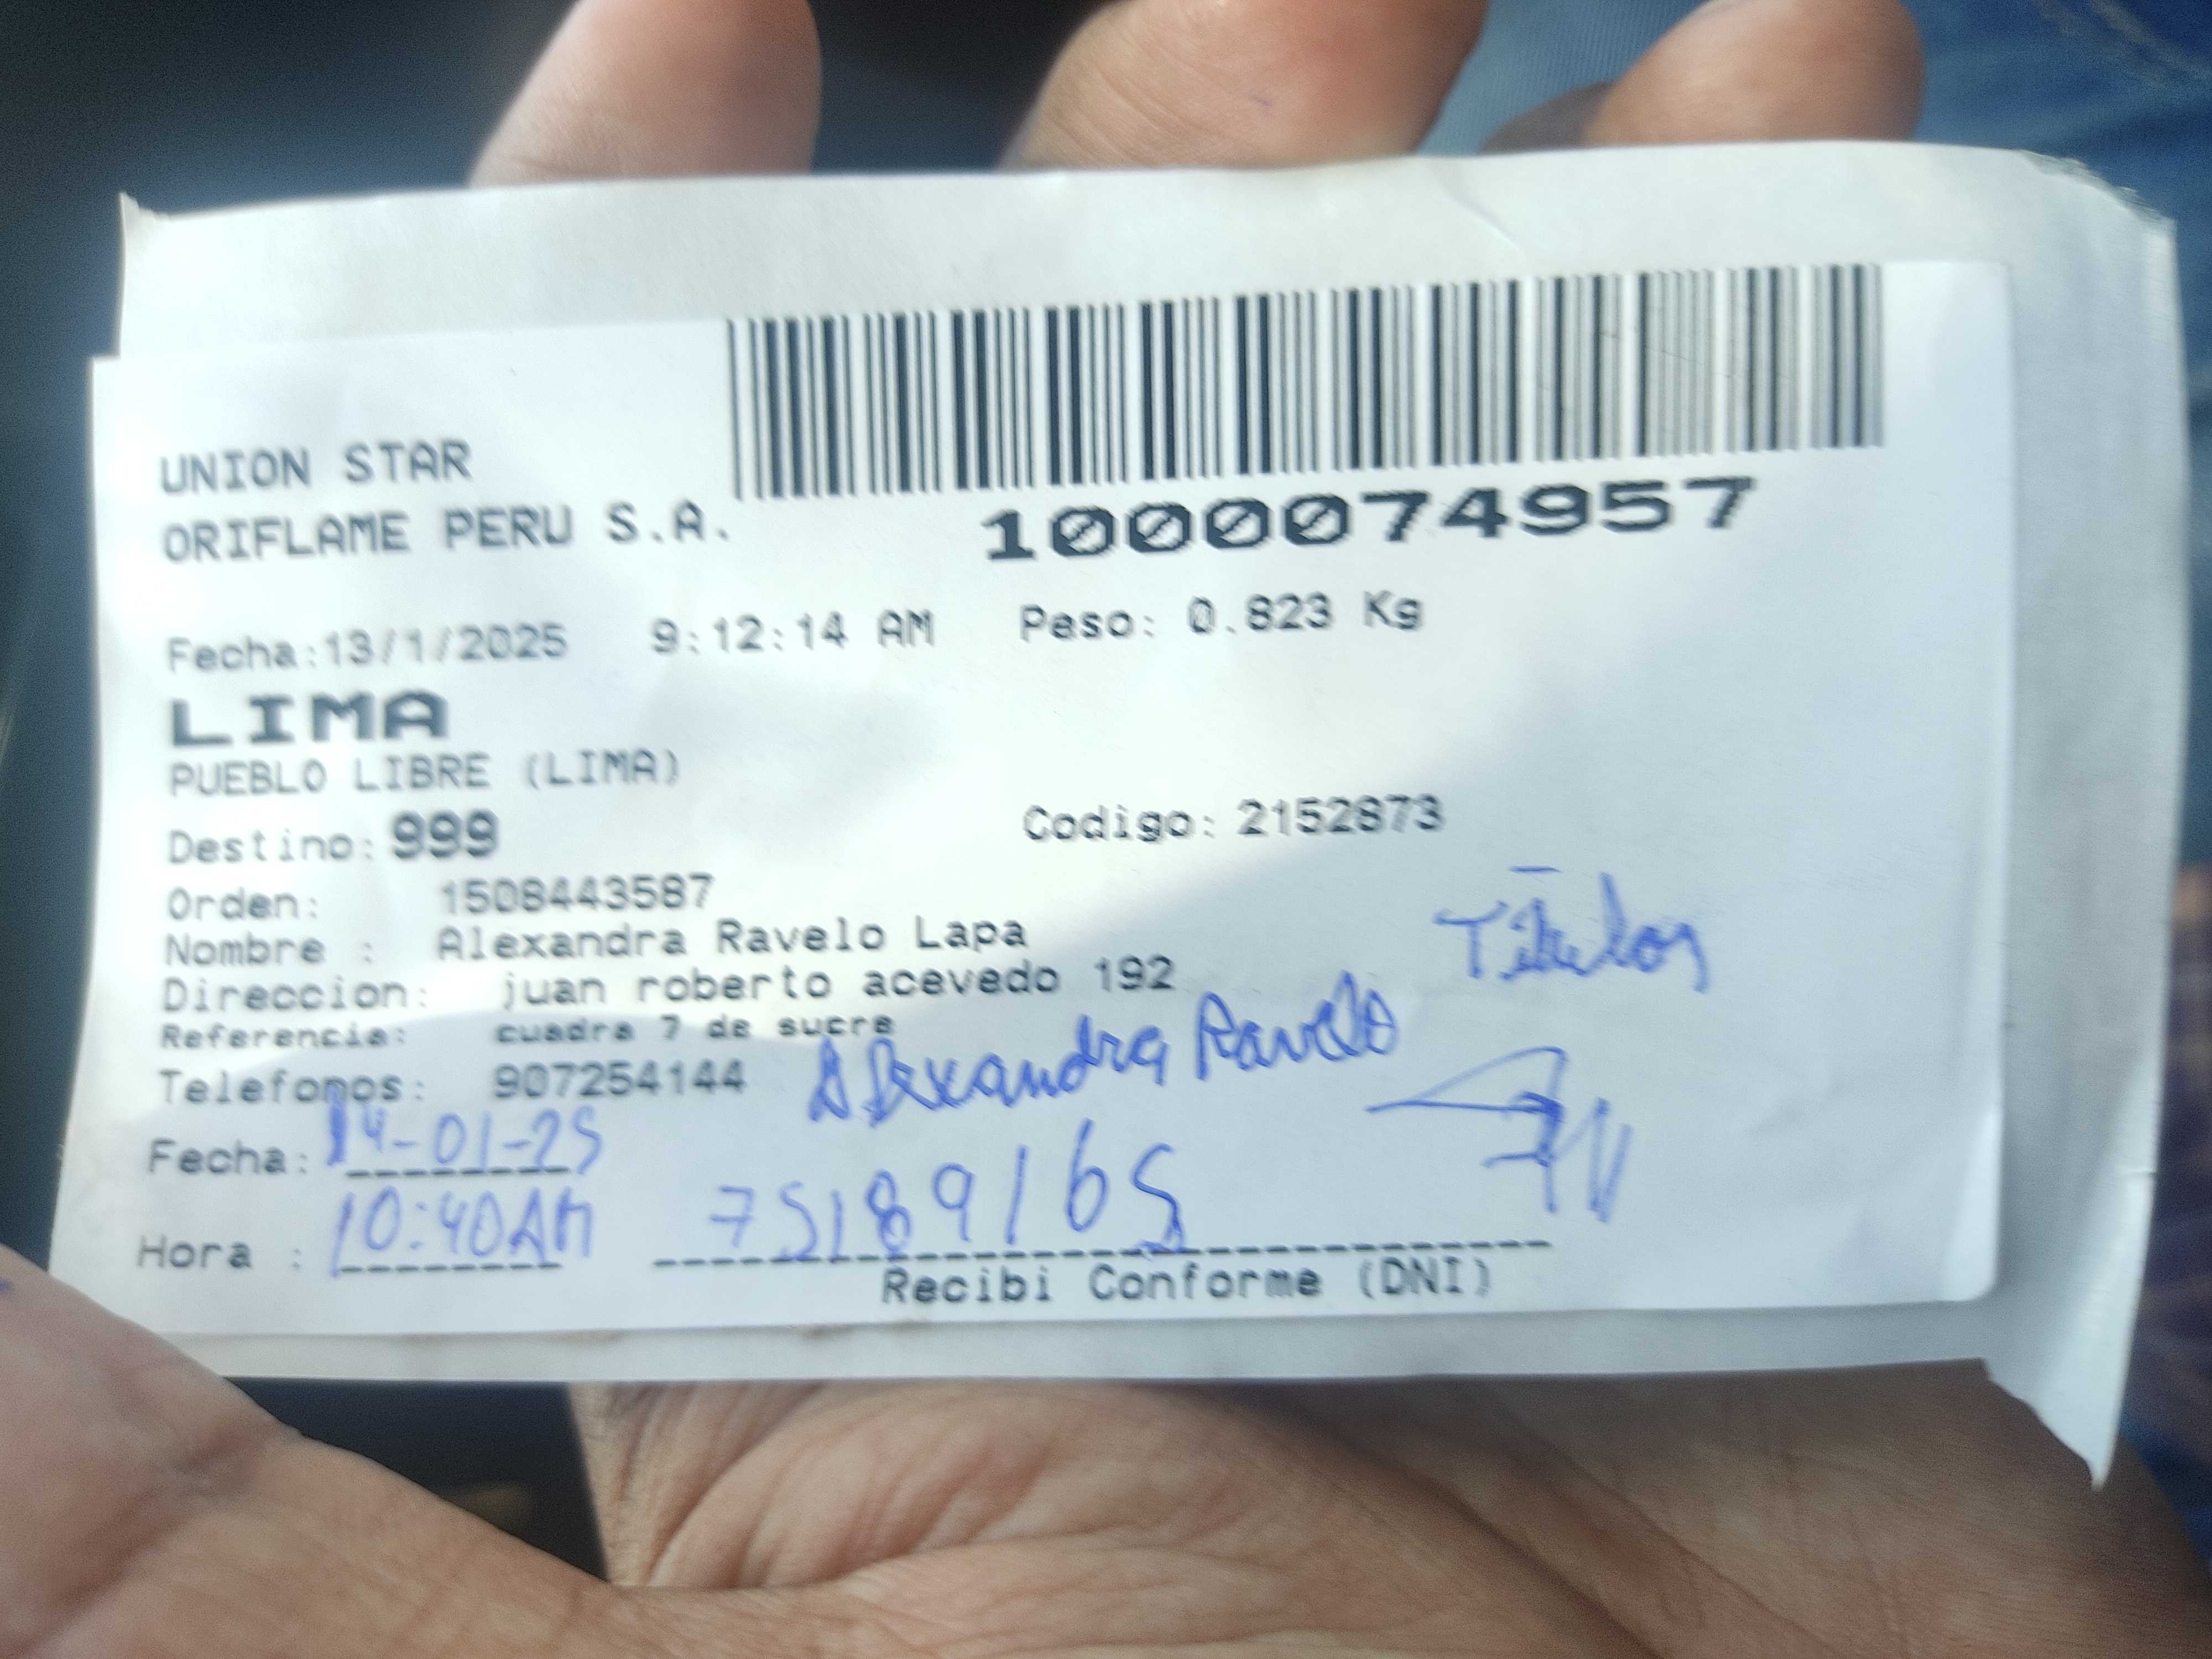 UNION STAR
ORIFLAME PERU S.A.
1000074957
Fecha:13/1/2025 9:12:14 AM Peso: 0.823 Kg
LIMA
PUEBLO LIBRE (LIMA)
Destino: 999 Codigo: 2152873
Orden: 1508443587
Nombre : Alexandra Ravelo Lapa
Titulos
Direccion: juan roberto acevedo 192
Referencia: cuadra 7 de sucre
Alexandra Ravelo
Telefonos: 907254144
Fecha: 14-01-25
Hora : 10:40AM 75189165
Recibi Conforme (DNI)